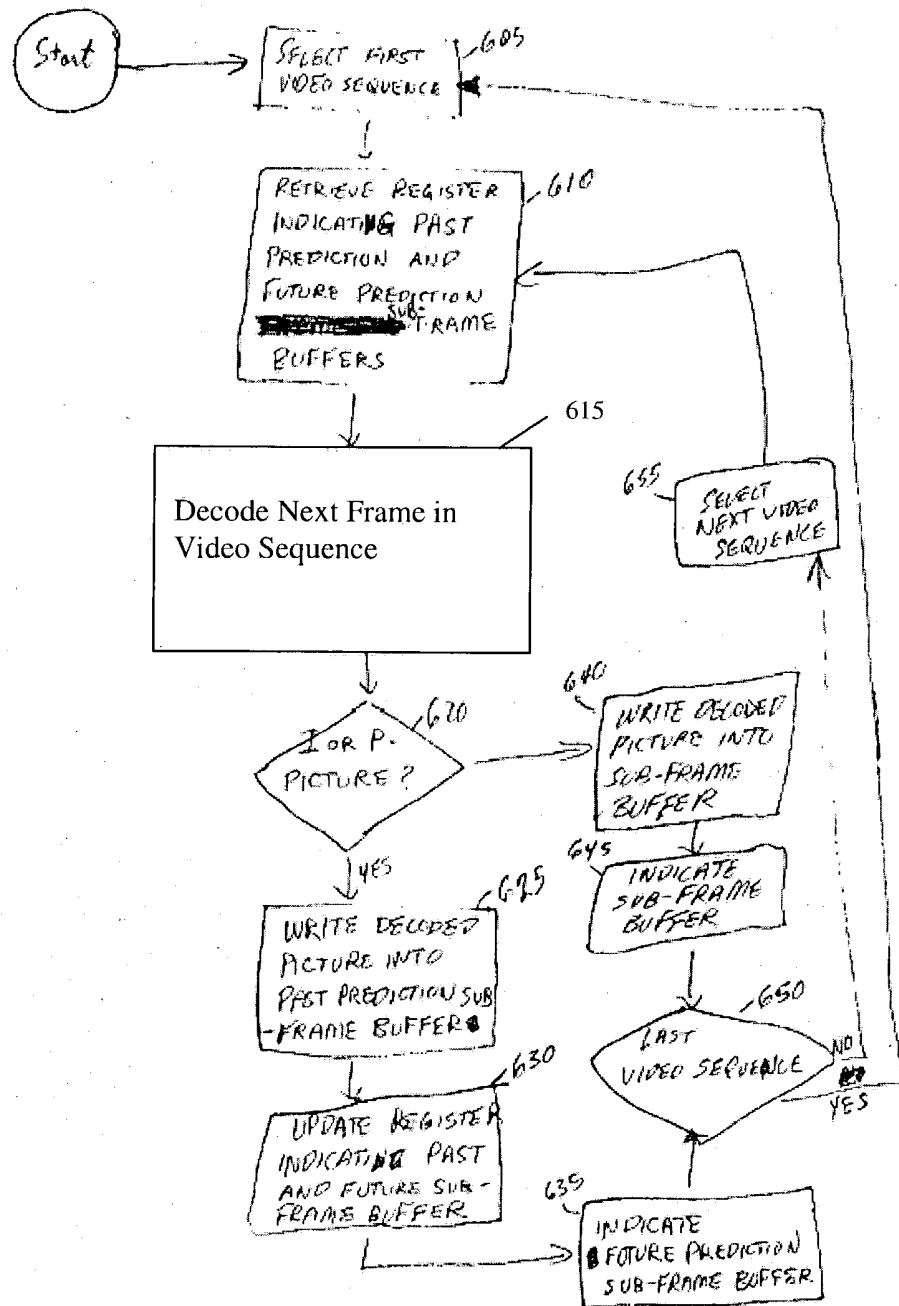 Start
SELECT FIRST
VIDEO SEQUENCE
605
RETRIEVE REGISTER
INDICATING PAST
PREDICTION AND
FUTURE PREDICTION
SUB-
FRAME
BUFFERS
610
615
Decode Next Frame in
Video Sequence
655
SELECT
NEXT VIDEO
SEQUENCE
I OR P-
PICTURE?
620
640
WRITE DECODED
PICTURE INTO
SUB-FRAME
BUFFER
YES
645
INDICATE
SUB-FRAME
BUFFER
625
WRITE DECODED
PICTURE INTO
PAST PREDICTION SUB
-FRAME BUFFER
650
LAST
VIDEO SEQUENCE
NO
YES
630
UPDATE REGISTER
INDICATING PAST
AND FUTURE SUB-
FRAME BUFFER
635
INDICATE
FUTURE PREDICTION
SUB-FRAME BUFFER